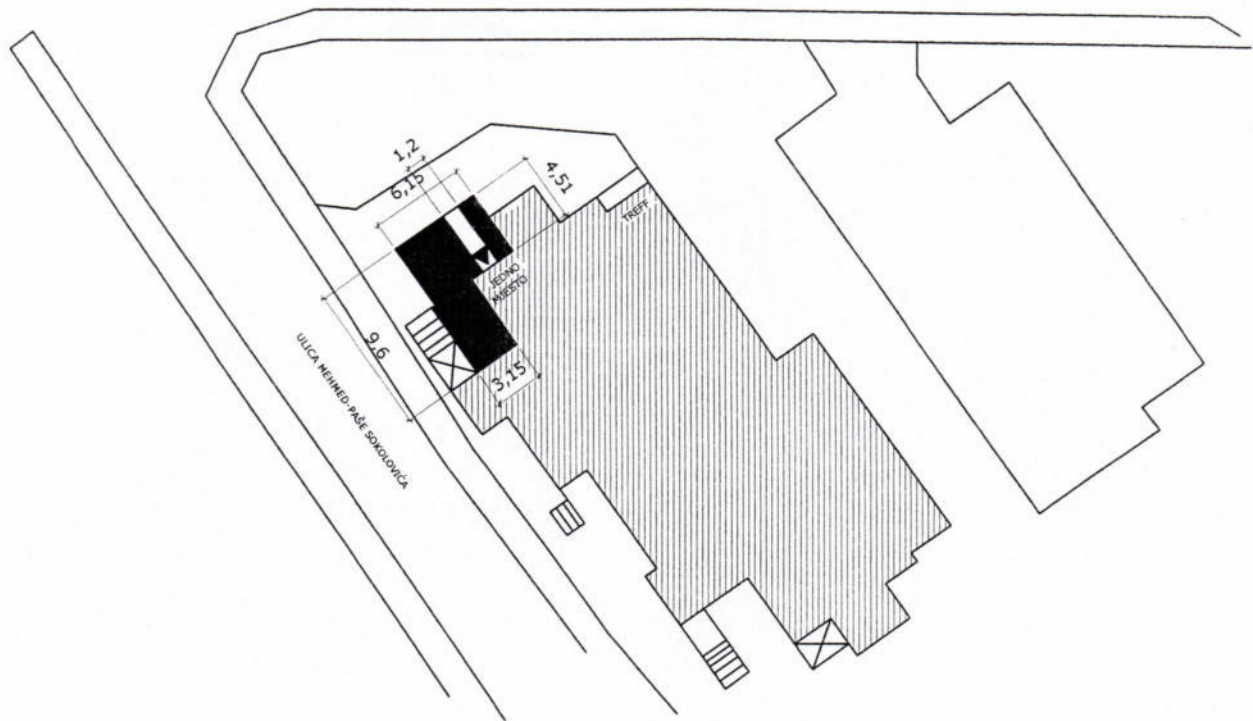 1,2
6,15
4,51
TREFF
JEDNO
MJESTO
9,6
3,15
ULICA MEHMED-PAŠE SOKOLOVIĆA